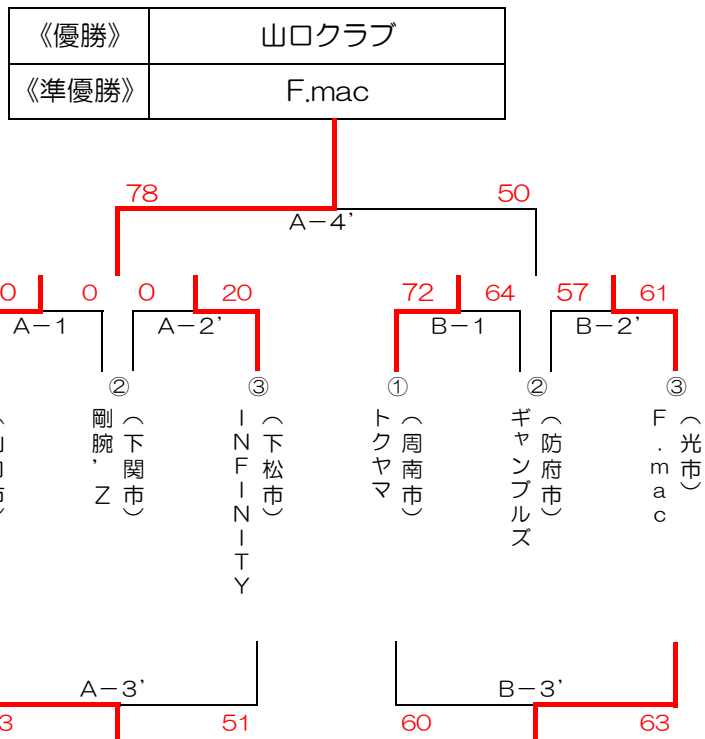 《優勝》 山口クラブ
《準優勝》 F.mac
78 50
A－4’
0 0 0 20 72 64 57 61
A－1 A－2’ B－1 B－2’
② ③ ① ② ③
剛腕’Z
（下関市）
INFINITY
（下松市）
トクヤマ
（周南市）
ギャンブルズ
（防府市）
F.mac
（光市）
A－3’ B－3’
51 60 63